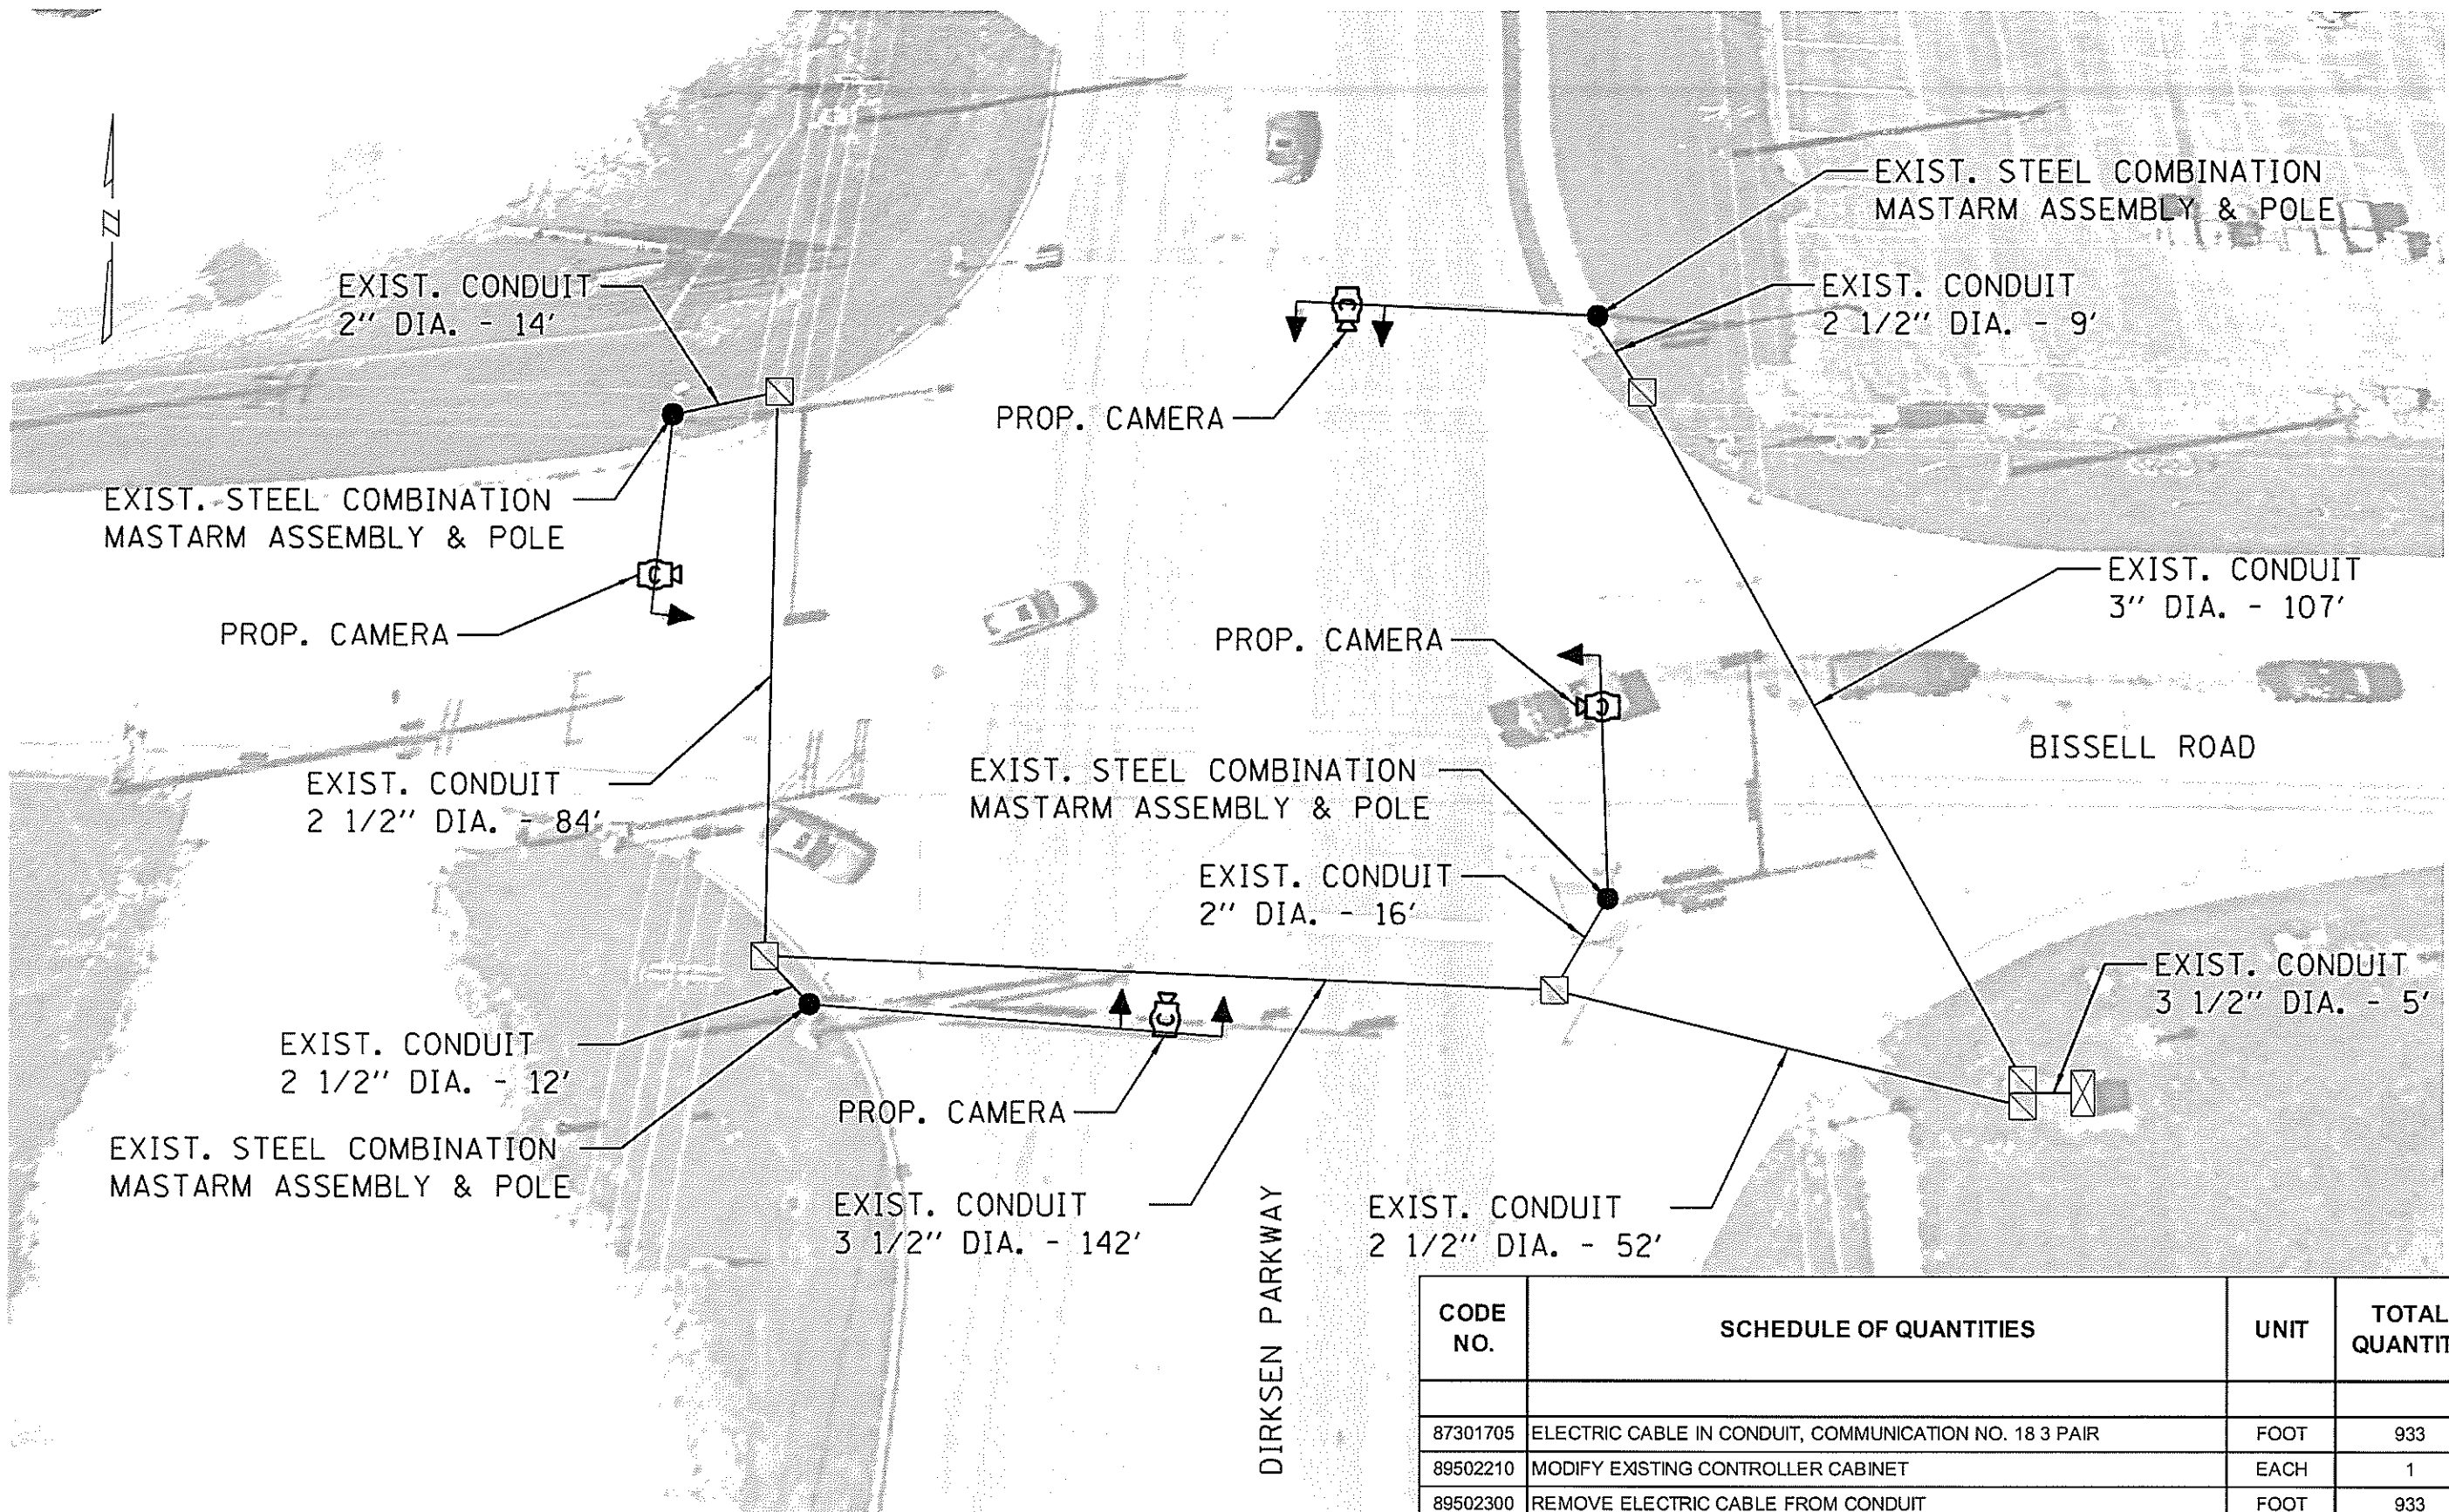 N
EXIST. STEEL COMBINATION
MASTARM ASSEMBLY & POLE
EXIST. CONDUIT
2" DIA. - 14'
EXIST. CONDUIT
2 1/2" DIA. - 9'
C
PROP. CAMERA
EXIST. STEEL COMBINATION
MASTARM ASSEMBLY & POLE
C
PROP. CAMERA
EXIST. CONDUIT
3" DIA. - 107'
PROP. CAMERA
C
BISSELL ROAD
EXIST. CONDUIT
2 1/2" DIA. - 84'
EXIST. STEEL COMBINATION
MASTARM ASSEMBLY & POLE
EXIST. CONDUIT
2" DIA. - 16'
EXIST. CONDUIT
3 1/2" DIA. - 5'
C
EXIST. CONDUIT
2 1/2" DIA. - 12'
PROP. CAMERA
EXIST. STEEL COMBINATION
MASTARM ASSEMBLY & POLE
EXIST. CONDUIT
3 1/2" DIA. - 142'
DIRKSEN PARKWAY
EXIST. CONDUIT
2 1/2" DIA. - 52'
CODE NO. SCHEDULE OF QUANTITIES UNIT TOTAL QUANTIT
87301705 ELECTRIC CABLE IN CONDUIT, COMMUNICATION NO. 18 3 PAIR FOOT 933
89502210 MODIFY EXISTING CONTROLLER CABINET EACH 1
89502300 REMOVE ELECTRIC CABLE FROM CONDUIT FOOT 933